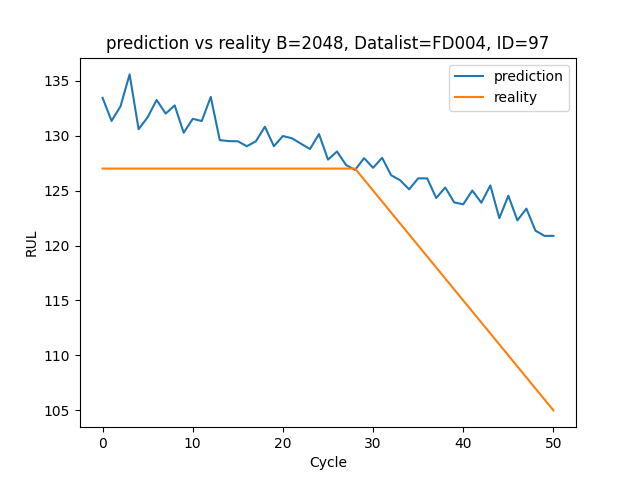 prediction vs reality B=2048, Datalist=FD004, ID=97
prediction
reality
135
130
125
120
115
110
105
RUL
0 10 20 30 40 50
Cycle